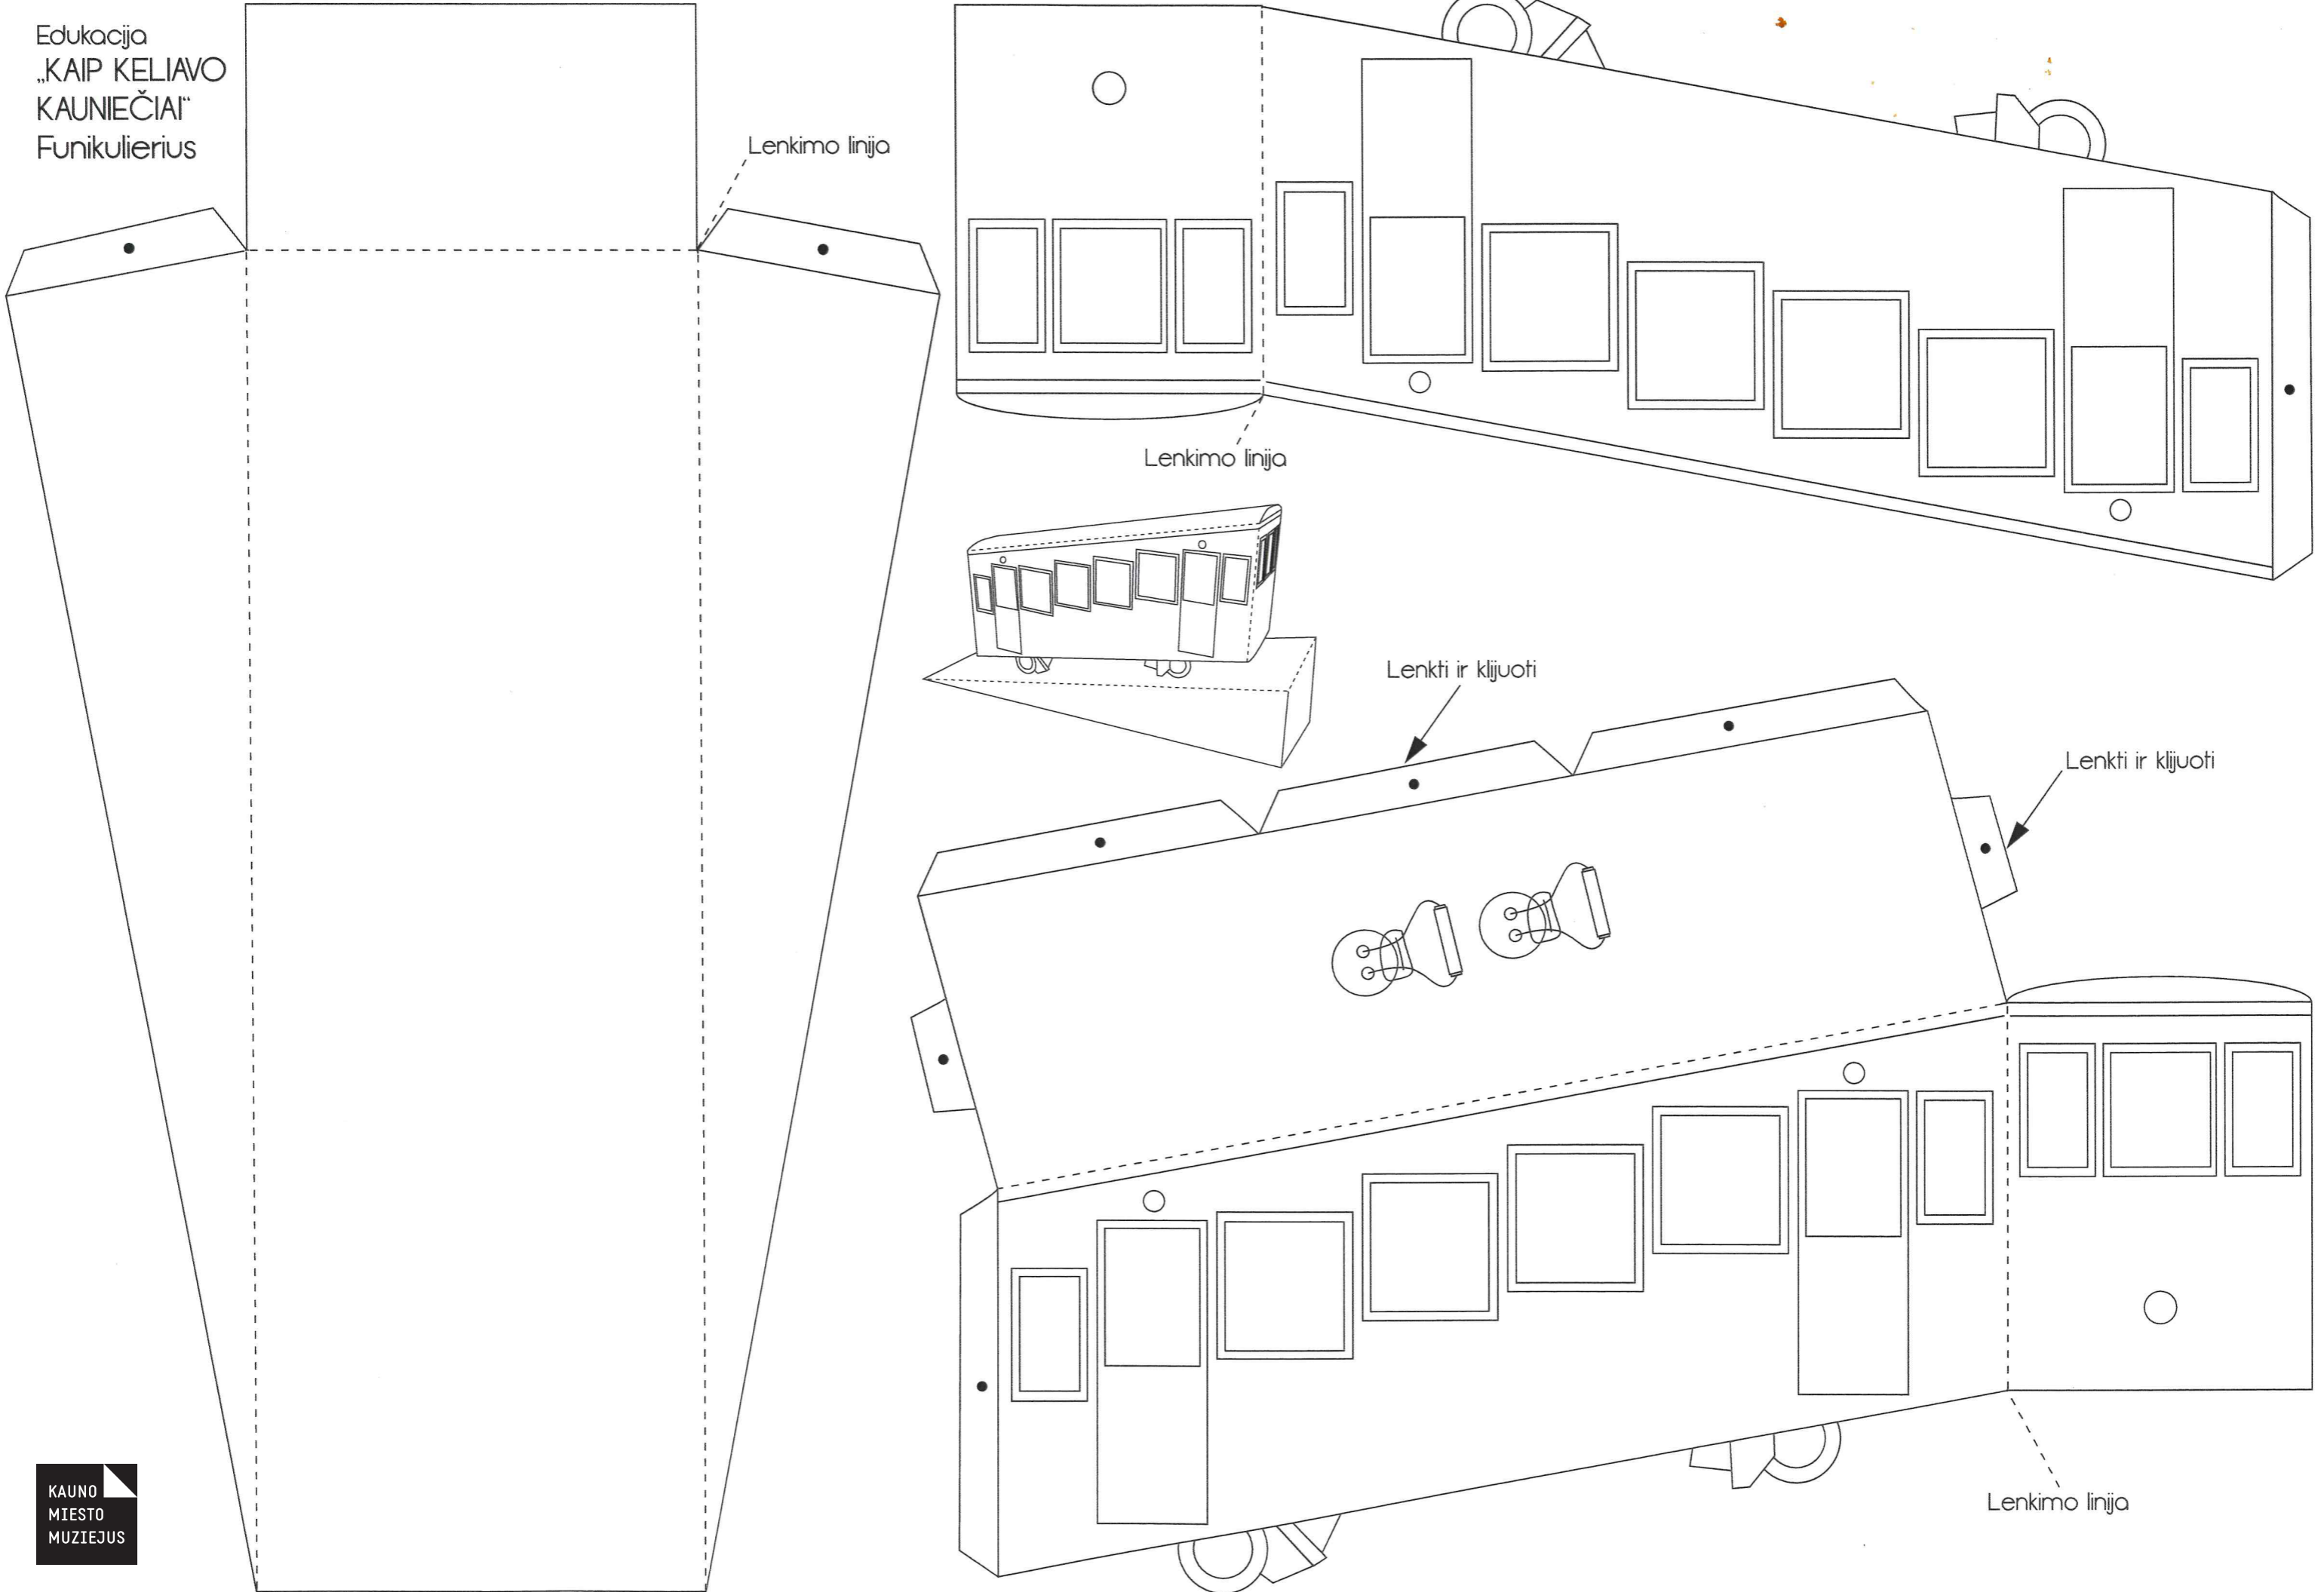 Edukacija
„KAIP KELIAVO
KAUNIEČIAI“
Funikulierius
Lenkimo linija
Lenkimo linija
Lenkti ir klijuoti
Lenkti ir klijuoti
Lenkimo linija
KAUNO
MIESTO
MUZIEJUS